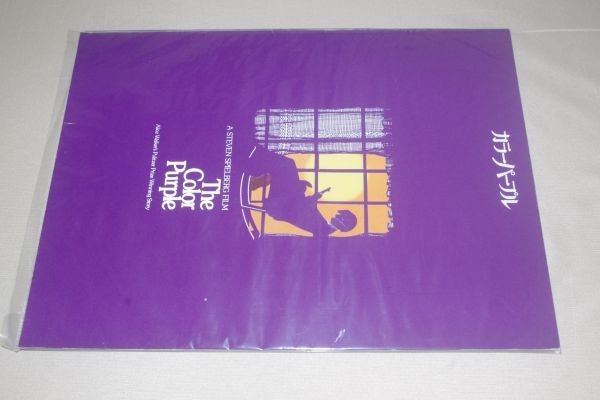 カラーパープル
A STEVEN SPIELBERG FILM
The
Color
Purple
Alice Walker's Pulitzer Prize Winning Story